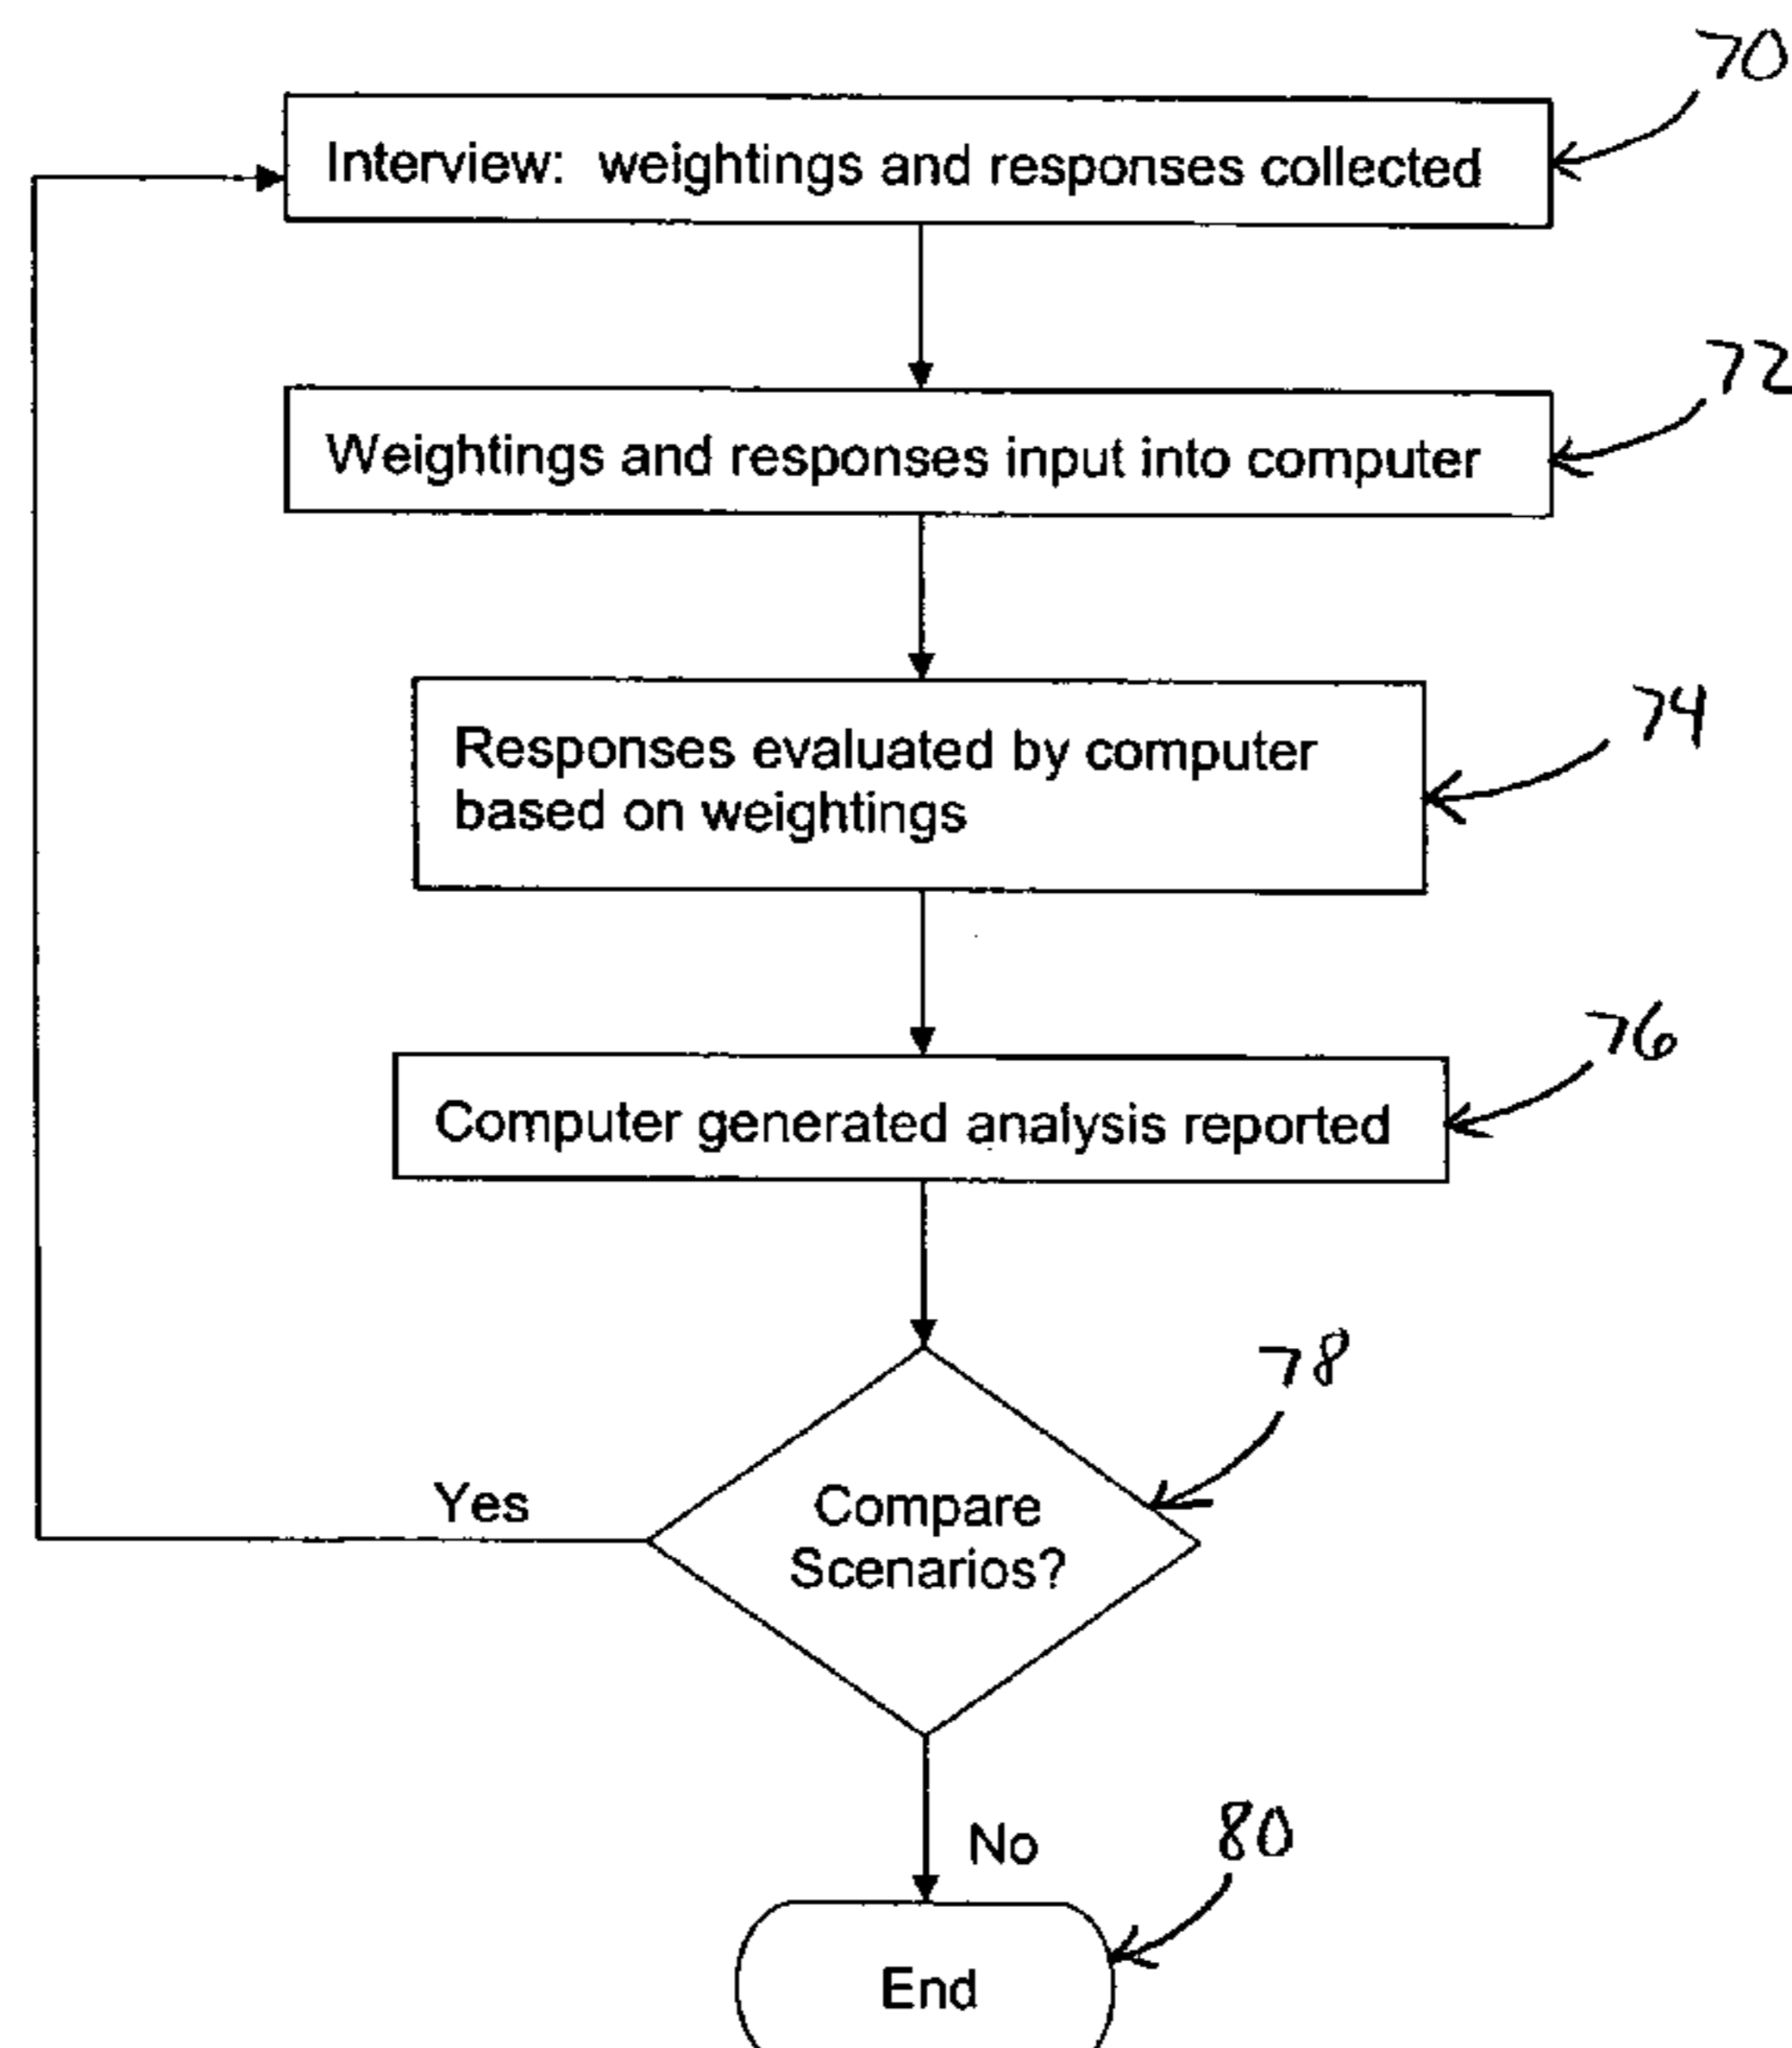 70
Interview: weightings and responses collected
72
Weightings and responses input into computer
74
Responses evaluated by computer
based on weightings
76
Computer generated analysis reported
78
Yes
Compare
Scenarios?
No
80
End